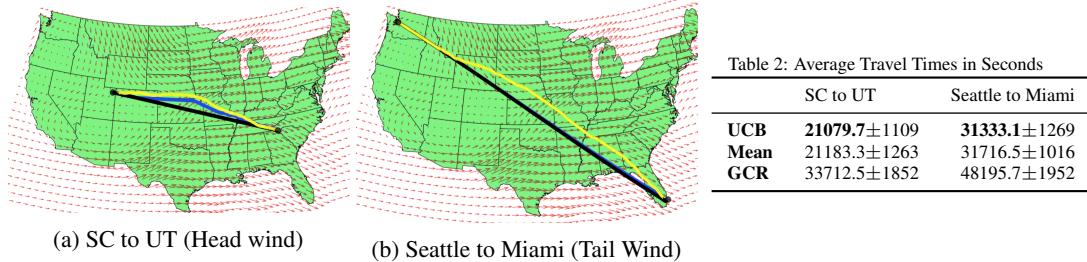 (a) SC to UT (Head wind)
(b) Seattle to Miami (Tail Wind)
Table 2: Average Travel Times in Seconds
SC to UT Seattle to Miami
UCB 21079.7±1109 31333.1±1269
Mean 21183.3±1263 31716.5±1016
GCR 33712.5±1852 48195.7±1952